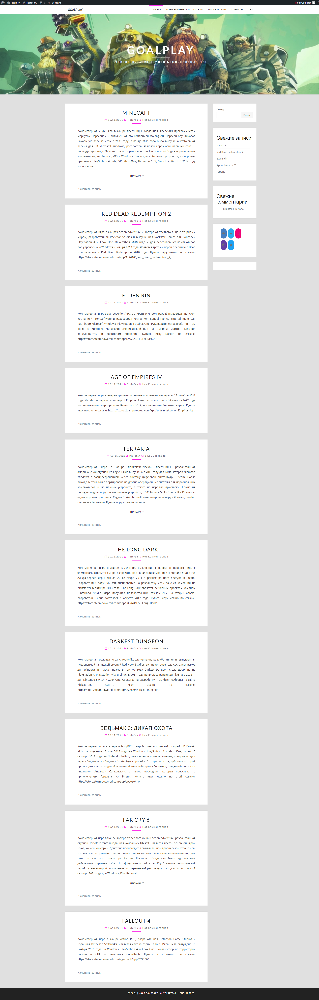 goalplay Настроить 0 Добавить Привет, piplofen
GOALPLAY
ГЛАВНАЯ ИГРЫ В КОТОРЫЕ СТОИТ ПОИГРАТЬ ИГРОВЫЕ СТУДИИ КОНТАКТЫ О НАС
GOALPLAY
Новостной Сайт В Мире Компьютерных Игр
MINECAFT
10.11.2021 Piplofen Нет Комментариев
Компьютерная инди-игра в жанре песочницы, созданная шведским программистом
Маркусом Перссоном и выпущенная его компанией Mojang AB. Перссон опубликовал
начальную версию игры в 2009 году; в конце 2011 года была выпущена стабильная
версия для ПК Microsoft Windows, распространявшаяся через официальный сайт. В
последующие годы Minecraft была портирована на Linux и macOS для персональных
компьютеров; на Android, iOS и Windows Phone для мобильных устройств; на игровые
приставки PlayStation 4, Vita, VR, Xbox One, Nintendo 3DS, Switch и Wii U. В 2014 году
корпорация…
ЧИТАТЬ ДАЛЕЕ
Изменить запись
RED DEAD REDEMPTION 2
10.11.2021 Piplofen Нет Комментариев
Компьютерная игра в жанрах action-adventure и шутера от третьего лица с открытым
миром, разработанная Rockstar Studios и выпущенная Rockstar Games для консолей
PlayStation 4 и Xbox One 26 октября 2018 года и для персональных компьютеров
под управлением Windows 5 ноября 2019 года. Является третьей игрой в серии Red Dead
и приквелом к Red Dead Redemption 2010 года. Купить игру можно по ссылке:
https://store.steampowered.com/app/1174180/Red_Dead_Redemption_2/
Изменить запись
ELDEN RIN
10.11.2021 Piplofen Нет Комментариев
Компьютерная игра в жанре Action/RPG с открытым миром, разрабатываемая японской
компанией FromSoftware и издаваемая компанией Bandai Namco Entertainment для
платформ Microsoft Windows, PlayStation 4 и Xbox One. Руководителем разработки игры
является Хидэтака Миядзаки; американский писатель Джордж Мартин выступил
консультантом и соавтором сценария. Купить игру можно по ссылке:
https://store.steampowered.com/app/1245620/ELDEN_RING/
Изменить запись
AGE OF EMPIRES IV
10.11.2021 Piplofen Нет Комментариев
Компьютерная игра в жанре стратегии в реальном времени, вышедшая 28 октября 2021
года. Четвёртая игра в серии Age of Empires. Анонс игры состоялся 21 августа 2017 года
на специальном мероприятии Gamescom 2017, посвященном 20-летию серии. Купить
игру можно по ссылке: https://store.steampowered.com/app/1466860/Age_of_Empires_IV/
Изменить запись
TERRARIA
10.11.2021 Piplofen 1 Комментарий
Компьютерная игра в жанре приключенческой песочницы, разработанная
американской студией Re-Logic. Была выпущена в 2011 году для компьютеров Microsoft
Windows с распространением через систему цифровой дистрибуции Steam. После
выхода Terraria была портирована на другие операционные системы для персональных
компьютеров и мобильных устройств, а также на игровые приставки. Компания
Codeglue издала игру для мобильных устройств, а 505 Games, Spike Chunsoft и Pipeworks
— для игровых приставок. Студия Spike Chunsoft локализировала игру в Японии, Headup
Games — в Германии. Купить игру можно по ссылке:…
ЧИТАТЬ ДАЛЕЕ
Изменить запись
THE LONG DARK
10.11.2021 Piplofen Нет Комментариев
Компьютерная игра в жанре симулятора выживания с видом от первого лица с
элементами открытого мира, разработанная канадской компанией Hinterland Studio Inc.
Альфа-версия игры вышла 22 сентября 2014 в рамках раннего доступа в Steam.
Разработчики получили финансирование на разработку игры за счёт кампании на
Kickstarter в октябре 2013 года. The Long Dark является дебютным проектом команды
Hinterland Studio. Игра получила положительные отзывы ещё на стадии альфа-
разработки. Релиз состоялся 1 августа 2017 года. Купить игру можно по ссылке:
https://store.steampowered.com/app/305620/The_Long_Dark/
Изменить запись
DARKEST DUNGEON
10.11.2021 Piplofen Нет Комментариев
Компьютерная ролевая игра с roguelike-элементами, разработанная и выпущенная
независимой канадской студией Red Hook Studios. 19 января 2016 года состоялся выход
для Windows и macOS; позже в том же году Darkest Dungeon стала доступна на
PlayStation 4, PlayStation Vita и Linux. В 2017 году появилась версия для iOS, а в 2018 —
для Nintendo Switch и Xbox One. Средства на разработку игры были собраны на сайте
Kickstarter. Купить игру можно по ссылке:
https://store.steampowered.com/app/262060/Darkest_Dungeon/
Изменить запись
ВЕДЬМАК 3: ДИКАЯ ОХОТА
10.11.2021 Piplofen Нет Комментариев
Компьютерная игра в жанре action/RPG, разработанная польской студией CD Projekt
RED. Выпущенная 19 мая 2015 года на Windows, PlayStation 4 и Xbox One, затем 15
октября 2019 года на Nintendo Switch, она является повествованием, продолжающим
игры «Ведьмак» и «Ведьмак 2: Убийцы королей». Это третья игра, действие которой
происходит в литературной вселенной книжной серии «Ведьмак», созданной польским
писателем Анджеем Сапковским, а также последняя, которая повествует о
приключениях Геральта из Ривии. Купить игру можно по этой ссылке:
https://store.steampowered.com/app/292030/_3/
Изменить запись
FAR CRY 6
10.11.2021 Piplofen Нет Комментариев
Компьютерная игра в жанре шутера от первого лица и action-adventure, разработанная
студией Ubisoft Toronto и изданная компанией Ubisoft. Является шестой основной игрой
из одноимённой серии. Действие происходит в вымышленной тропической стране Яра,
и повествует о противостоянии главного героя местного сопротивления по имени Дани
Рохас и жестокого диктатора Антона Кастильо. Создатели были вдохновлены
действиями партизан Кубы. На официальном сайте Far Cry 6 назван политической
игрой, сюжет которой рассказывает о современной революции. Выход игры состоялся 7
октября 2021 года для Windows, PlayStation 4,…
ЧИТАТЬ ДАЛЕЕ
Изменить запись
FALLOUT 4
10.11.2021 Piplofen Нет Комментариев
Компьютерная игра в жанре Action RPG, разработанная Bethesda Game Studios и
изданная Bethesda Softworks. Является частью серии Fallout. Игра была выпущена 10
ноября 2015 года на Windows, PlayStation 4 и Xbox One. Локализатор на территории
России и СНГ — компания СофтКлаб. Купить игру можно по ссылке:
https://store.steampowered.com/agecheck/app/377160/
Изменить запись
Поиск
Поиск
Свежие записи
Minecaft
Red Dead Redemption 2
Elden Rin
Age of Empires IV
Terraria
Свежие
комментарии
piplofen к Terraria
© 2021 | Сайт работает на WordPress | Тема: Nisarg